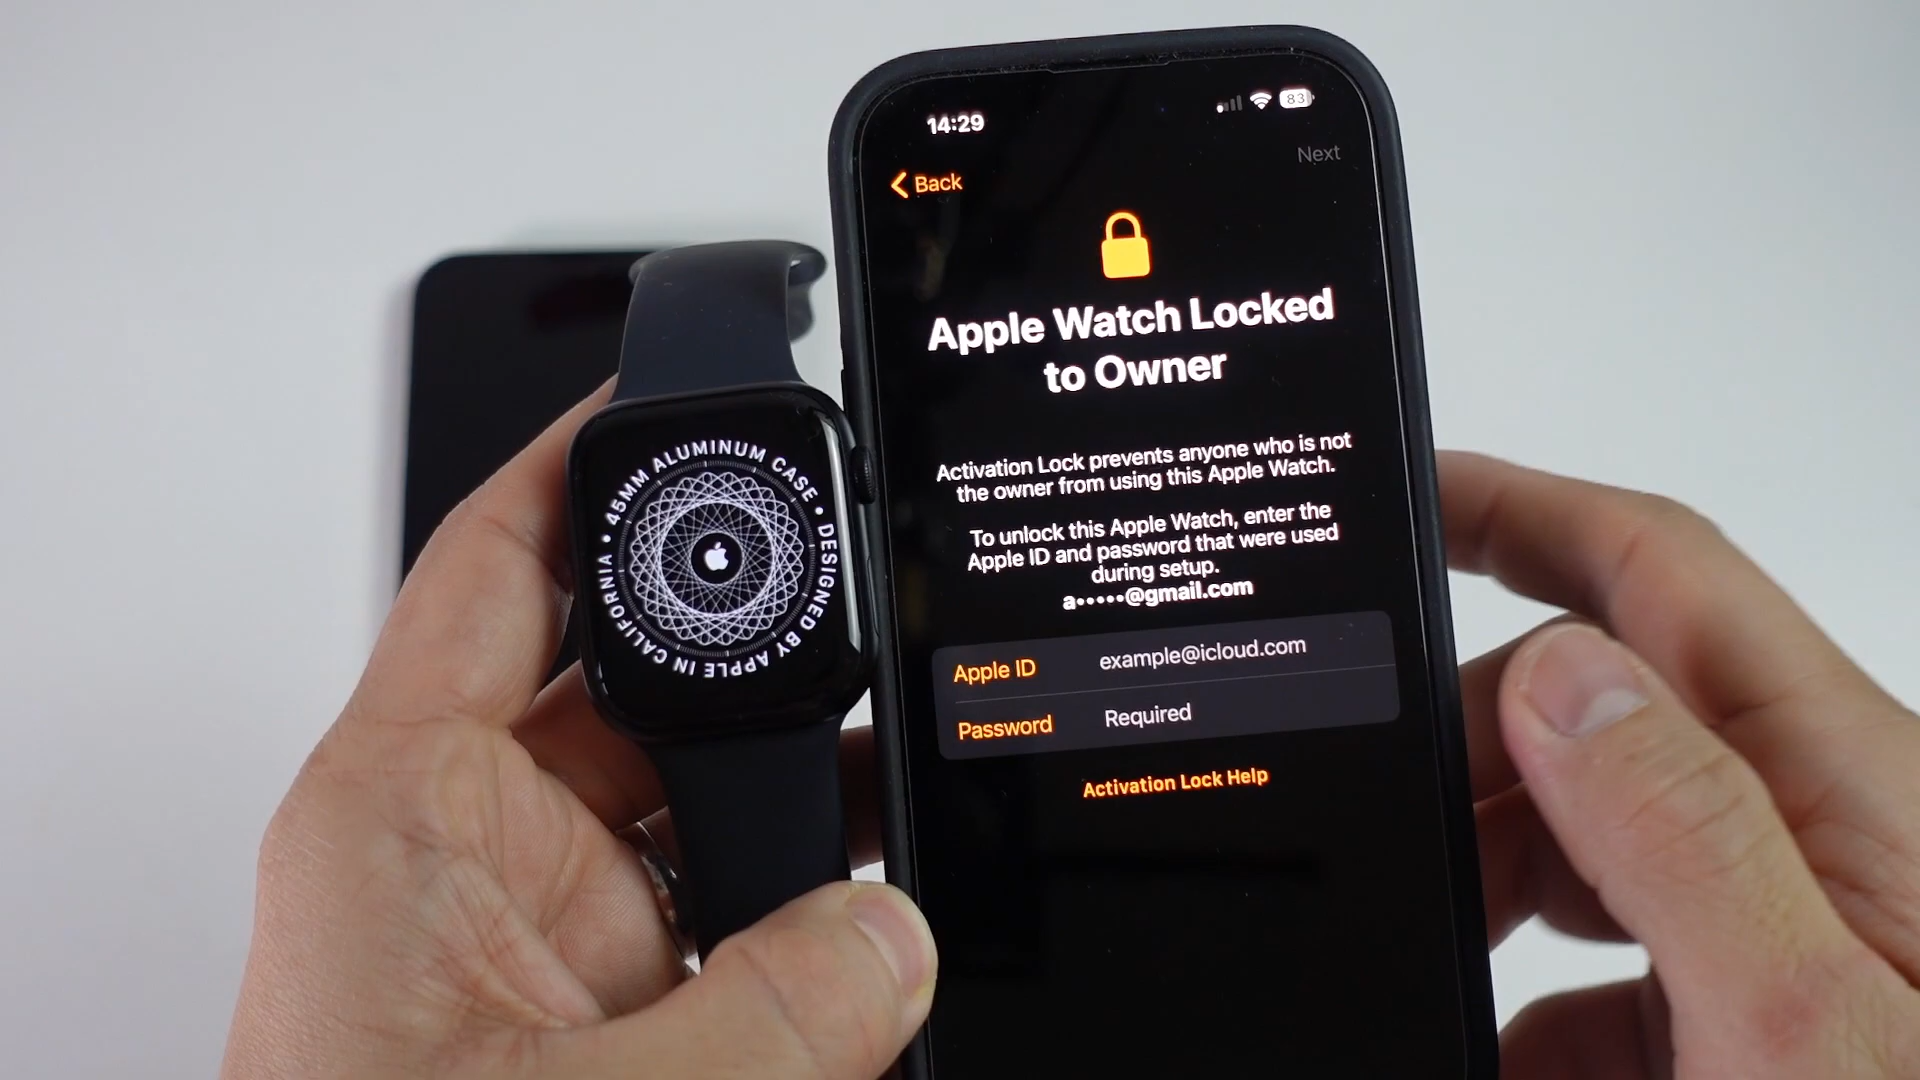 14:29
83
Back
Next
Apple Watch Locked
to Owner
Activation Lock prevents anyone who is not
the owner from using this Apple Watch.
To unlock this Apple Watch, enter the
Apple ID and password that were used
during setup.
a•••••@gmail.com
Apple ID example@icloud.com
Password Required
Activation Lock Help
45MM ALUMINUM CASE • DESIGNED BY APPLE IN CALIFORNIA •